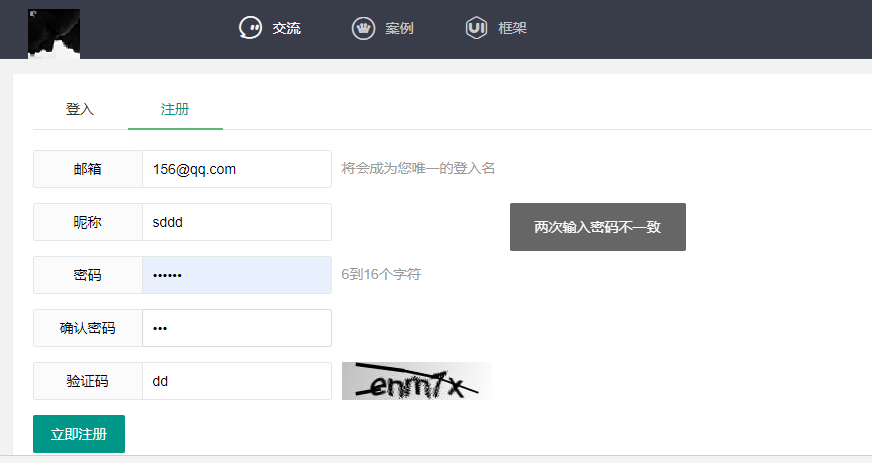 交流 案例 UI 框架
登入 注册
邮箱 156@qq.com 将会成为您唯一的登入名
昵称 sddd
两次输入密码不一致
密码 •••••• 6到16个字符
确认密码 •••
验证码 dd enm7x
立即注册